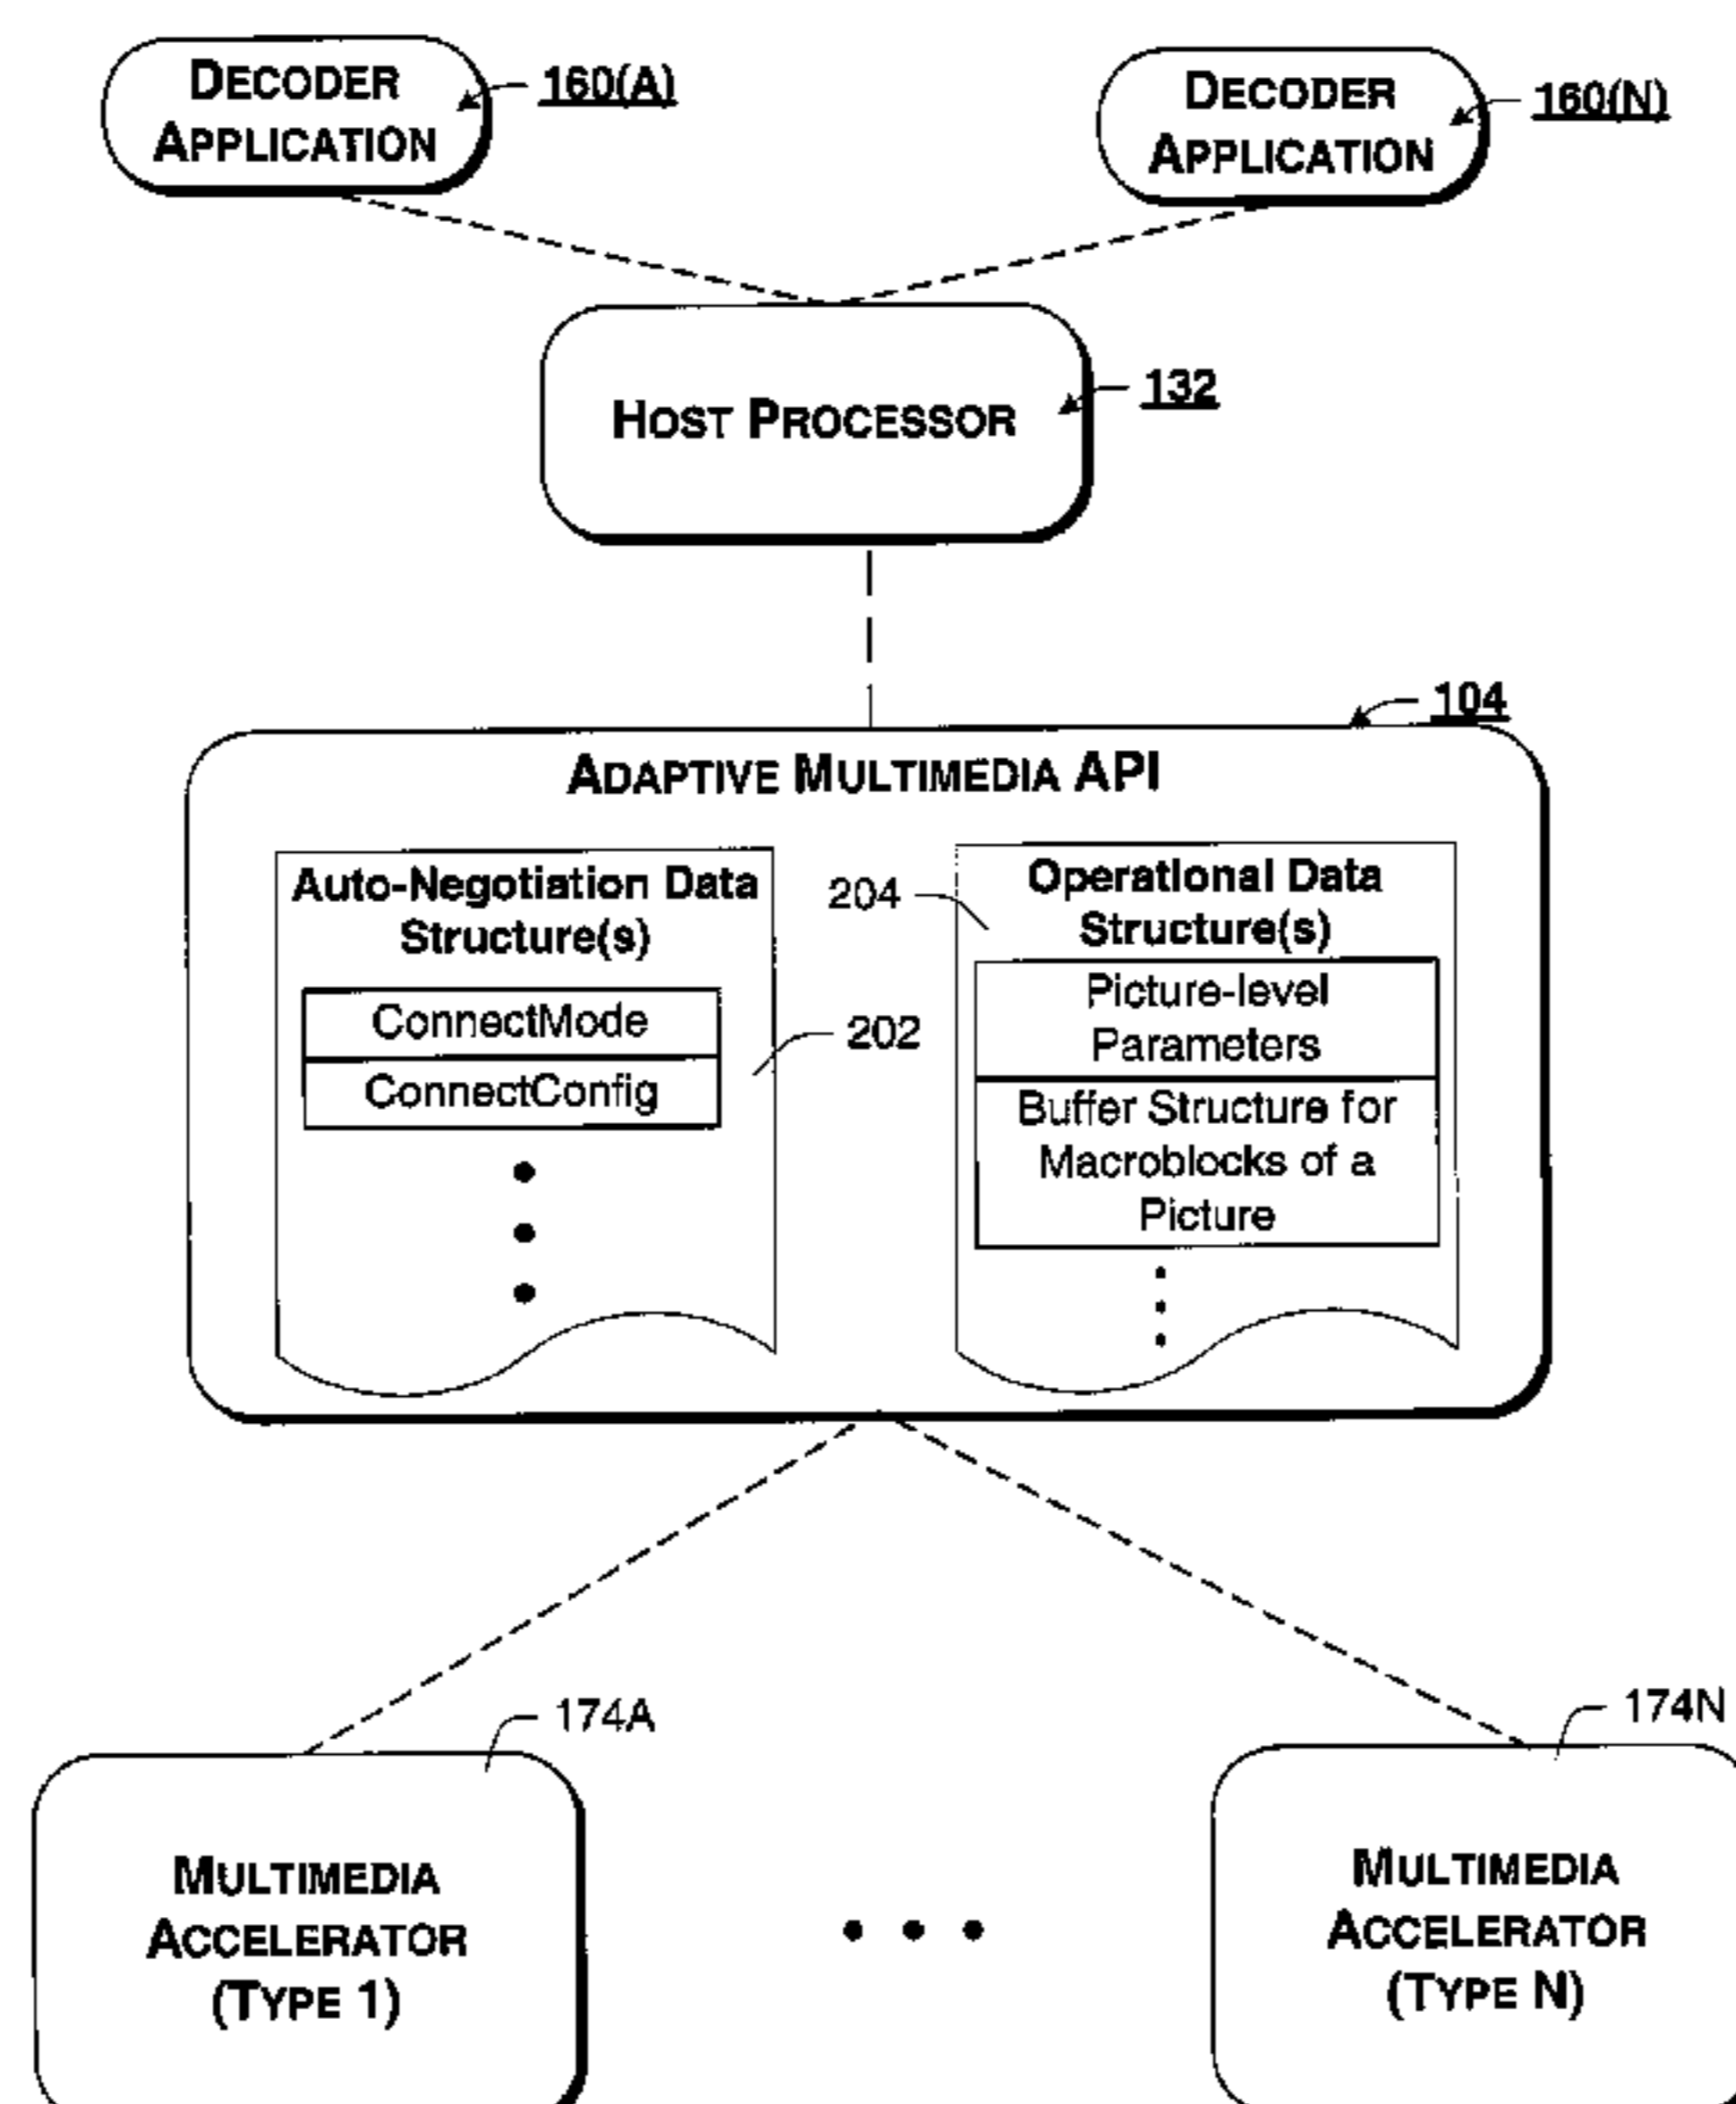 DECODER
APPLICATION
160(A)
DECODER
APPLICATION
160(N)
HOST PROCESSOR
132
104
ADAPTIVE MULTIMEDIA API
Auto-Negotiation Data
Structure(s)
ConnectMode
ConnectConfig
202
204
Operational Data
Structure(s)
Picture-level
Parameters
Buffer Structure for
Macroblocks of a
Picture
174A
MULTIMEDIA
ACCELERATOR
(TYPE 1)
174N
MULTIMEDIA
ACCELERATOR
(TYPE N)